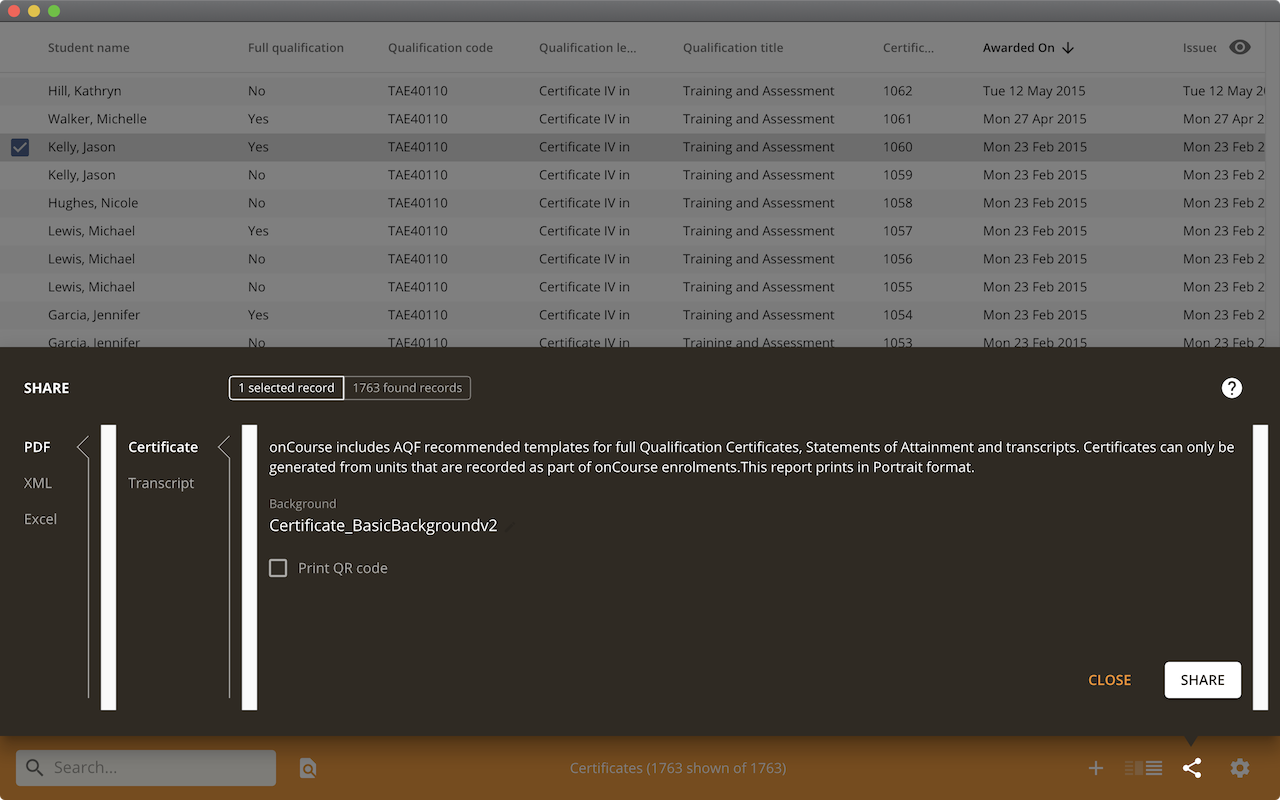 Student name Full qualification Qualification code Qualification le... Qualification title Certific... Awarded On Issued
Hill, Kathryn No TAE40110 Certificate IV in Training and Assessment 1062 Tue 12 May 2015 Tue 12 May 20
Walker, Michelle Yes TAE40110 Certificate IV in Training and Assessment 1061 Mon 27 Apr 2015 Mon 27 Apr 2
Kelly, Jason Yes TAE40110 Certificate IV in Training and Assessment 1060 Mon 23 Feb 2015 Mon 23 Feb 2
Kelly, Jason No TAE40110 Certificate IV in Training and Assessment 1059 Mon 23 Feb 2015 Mon 23 Feb 2
Hughes, Nicole No TAE40110 Certificate IV in Training and Assessment 1058 Mon 23 Feb 2015 Mon 23 Feb 2
Lewis, Michael Yes TAE40110 Certificate IV in Training and Assessment 1057 Mon 23 Feb 2015 Mon 23 Feb 2
Lewis, Michael No TAE40110 Certificate IV in Training and Assessment 1056 Mon 23 Feb 2015 Mon 23 Feb 2
Lewis, Michael No TAE40110 Certificate IV in Training and Assessment 1055 Mon 23 Feb 2015 Mon 23 Feb 2
Garcia, Jennifer Yes TAE40110 Certificate IV in Training and Assessment 1054 Mon 23 Feb 2015 Mon 23 Feb 2
Garcia, Jennifer No TAE40110 Certificate IV in Training and Assessment 1053 Mon 23 Feb 2015 Mon 23 Feb 2
SHARE 1 selected record 1763 found records
PDF
XML
Excel
Certificate
Transcript
onCourse includes AQF recommended templates for full Qualification Certificates, Statements of Attainment and transcripts. Certificates can only be
generated from units that are recorded as part of onCourse enrolments.This report prints in Portrait format.
Background
Certificate_BasicBackgroundv2
Print QR code
CLOSE SHARE
Search... Certificates (1763 shown of 1763)